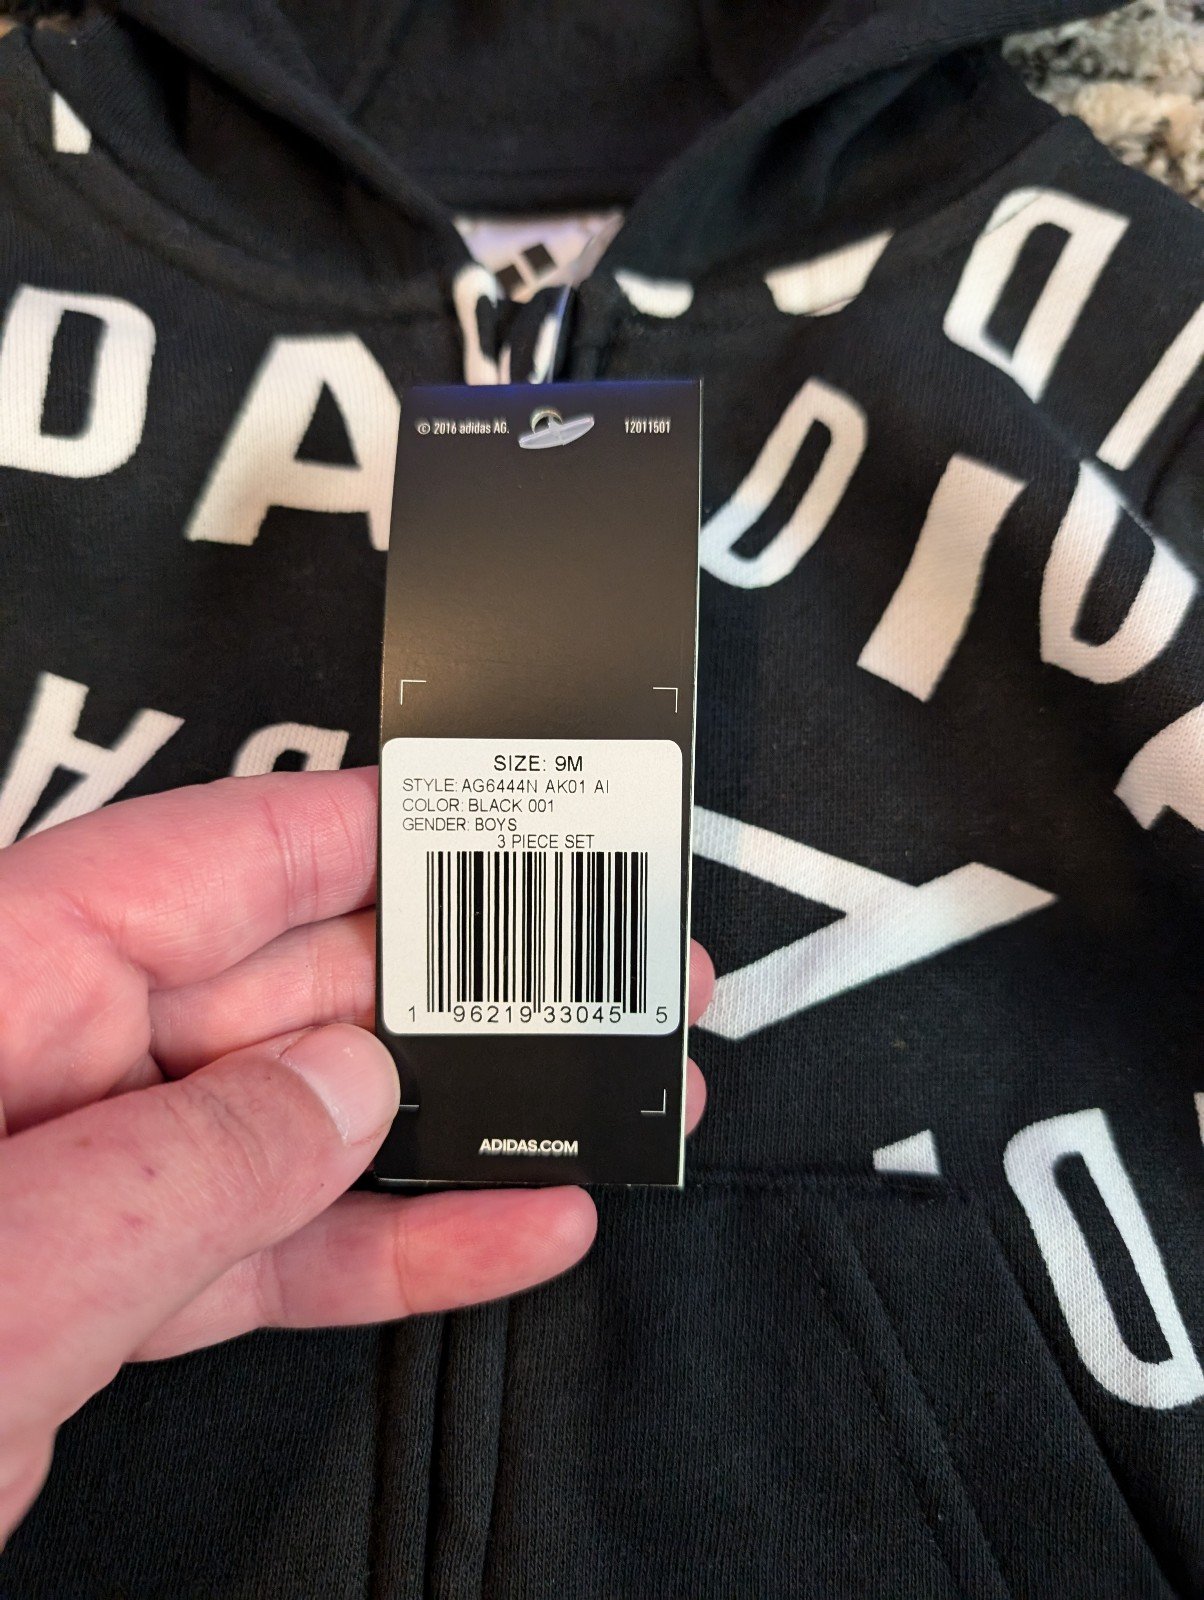 D A
D I D
D I D
© 2016 adidas AG. 12011501
SIZE: 9M
STYLE: AG6444N AK01 AI
COLOR: BLACK 001
GENDER: BOYS
3 PIECE SET
1 96219 33045 5
ADIDAS.COM
A
D